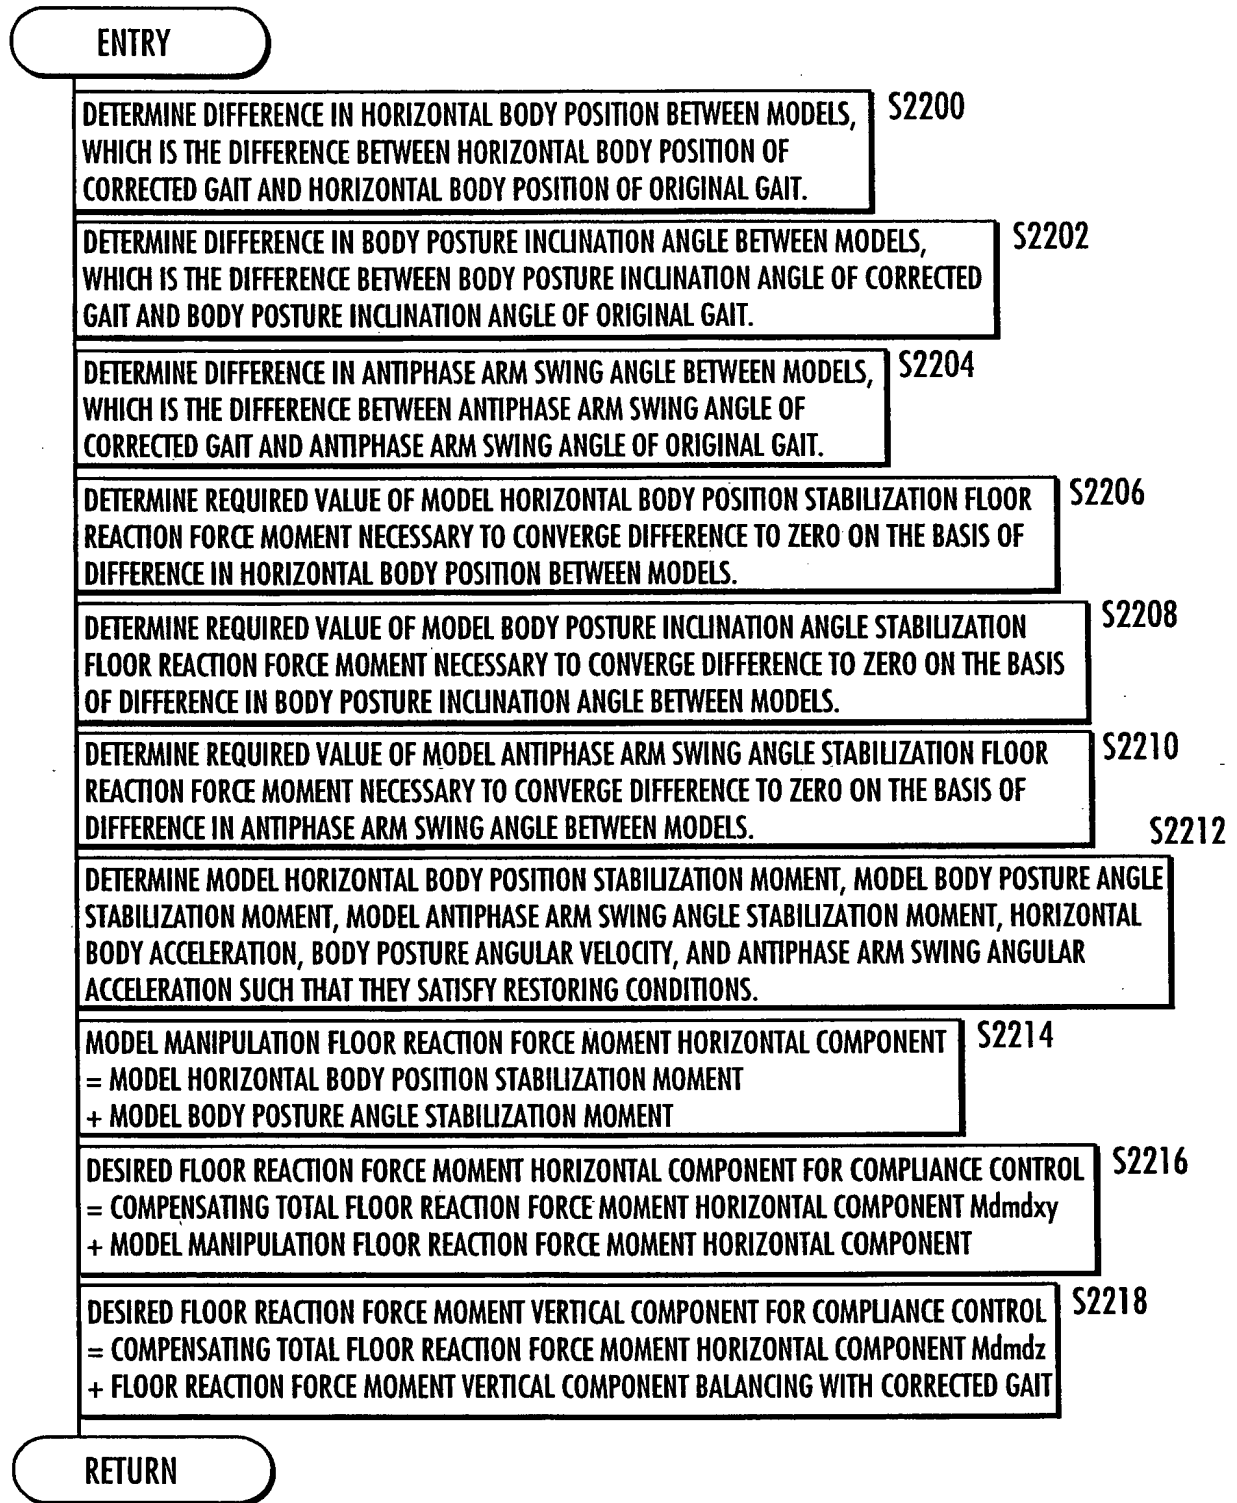 ENTRY
DETERMINE DIFFERENCE IN HORIZONTAL BODY POSITION BETWEEN MODELS,
WHICH IS THE DIFFERENCE BETWEEN HORIZONTAL BODY POSITION OF
CORRECTED GAIT AND HORIZONTAL BODY POSITION OF ORIGINAL GAIT.
S2200
DETERMINE DIFFERENCE IN BODY POSTURE INCLINATION ANGLE BETWEEN MODELS,
WHICH IS THE DIFFERENCE BETWEEN BODY POSTURE INCLINATION ANGLE OF CORRECTED
GAIT AND BODY POSTURE INCLINATION ANGLE OF ORIGINAL GAIT.
S2202
DETERMINE DIFFERENCE IN ANTIPHASE ARM SWING ANGLE BETWEEN MODELS,
WHICH IS THE DIFFERENCE BETWEEN ANTIPHASE ARM SWING ANGLE OF
CORRECTED GAIT AND ANTIPHASE ARM SWING ANGLE OF ORIGINAL GAIT.
S2204
DETERMINE REQUIRED VALUE OF MODEL HORIZONTAL BODY POSITION STABILIZATION FLOOR
REACTION FORCE MOMENT NECESSARY TO CONVERGE DIFFERENCE TO ZERO ON THE BASIS OF
DIFFERENCE IN HORIZONTAL BODY POSITION BETWEEN MODELS.
S2206
DETERMINE REQUIRED VALUE OF MODEL BODY POSTURE INCLINATION ANGLE STABILIZATION
FLOOR REACTION FORCE MOMENT NECESSARY TO CONVERGE DIFFERENCE TO ZERO ON THE BASIS
OF DIFFERENCE IN BODY POSTURE INCLINATION ANGLE BETWEEN MODELS.
S2208
DETERMINE REQUIRED VALUE OF MODEL ANTIPHASE ARM SWING ANGLE STABILIZATION FLOOR
REACTION FORCE MOMENT NECESSARY TO CONVERGE DIFFERENCE TO ZERO ON THE BASIS OF
DIFFERENCE IN ANTIPHASE ARM SWING ANGLE BETWEEN MODELS.
S2210
S2212
DETERMINE MODEL HORIZONTAL BODY POSITION STABILIZATION MOMENT, MODEL BODY POSTURE ANGLE
STABILIZATION MOMENT, MODEL ANTIPHASE ARM SWING ANGLE STABILIZATION MOMENT, HORIZONTAL
BODY ACCELERATION, BODY POSTURE ANGULAR VELOCITY, AND ANTIPHASE ARM SWING ANGULAR
ACCELERATION SUCH THAT THEY SATISFY RESTORING CONDITIONS.
MODEL MANIPULATION FLOOR REACTION FORCE MOMENT HORIZONTAL COMPONENT
= MODEL HORIZONTAL BODY POSITION STABILIZATION MOMENT
+ MODEL BODY POSTURE ANGLE STABILIZATION MOMENT
S2214
DESIRED FLOOR REACTION FORCE MOMENT HORIZONTAL COMPONENT FOR COMPLIANCE CONTROL
= COMPENSATING TOTAL FLOOR REACTION FORCE MOMENT HORIZONTAL COMPONENT Mdmdxy
+ MODEL MANIPULATION FLOOR REACTION FORCE MOMENT HORIZONTAL COMPONENT
S2216
DESIRED FLOOR REACTION FORCE MOMENT VERTICAL COMPONENT FOR COMPLIANCE CONTROL
= COMPENSATING TOTAL FLOOR REACTION FORCE MOMENT HORIZONTAL COMPONENT Mdmdz
+ FLOOR REACTION FORCE MOMENT VERTICAL COMPONENT BALANCING WITH CORRECTED GAIT
S2218
RETURN